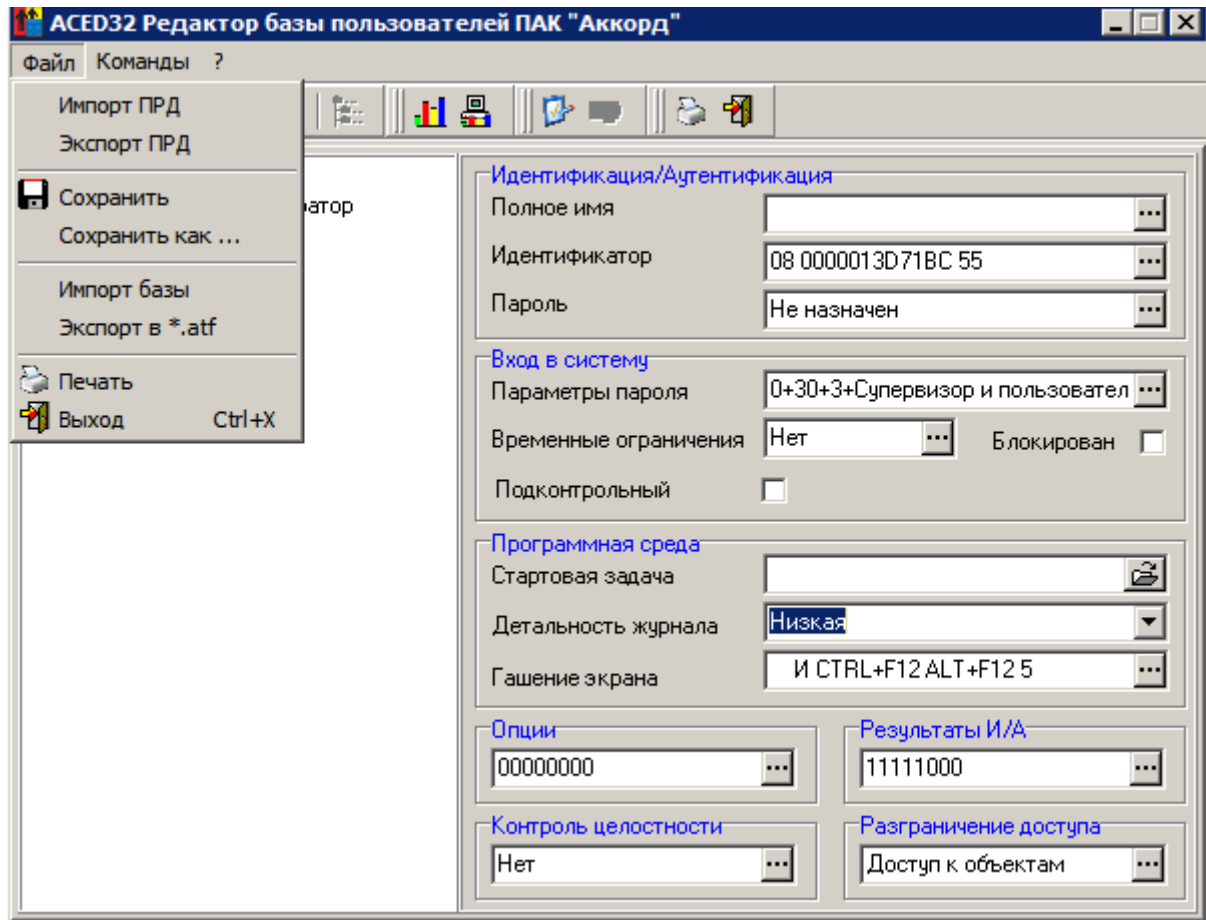 ACED32 Редактор базы пользователей ПАК "Аккорд"
Файл Команды ?
Импорт ПРД
Экспорт ПРД
Сохранить
Сохранить как ...
Импорт базы
Экспорт в *.atf
Печать
Выход Ctrl+X
атор
Идентификация/Аутентификация
Полное имя
Идентификатор 08 0000013D71BC 55
Пароль Не назначен
Вход в систему
Параметры пароля 0+30+3+Супервизор и пользовател
Временные ограничения Нет Блокирован
Подконтрольный
Программная среда
Стартовая задача
Детальность журнала Низкая
Гашение экрана И CTRL+F12 ALT+F12 5
Опции Результаты И/А
00000000 11111000
Контроль целостности Разграничение доступа
Нет Доступ к объектам